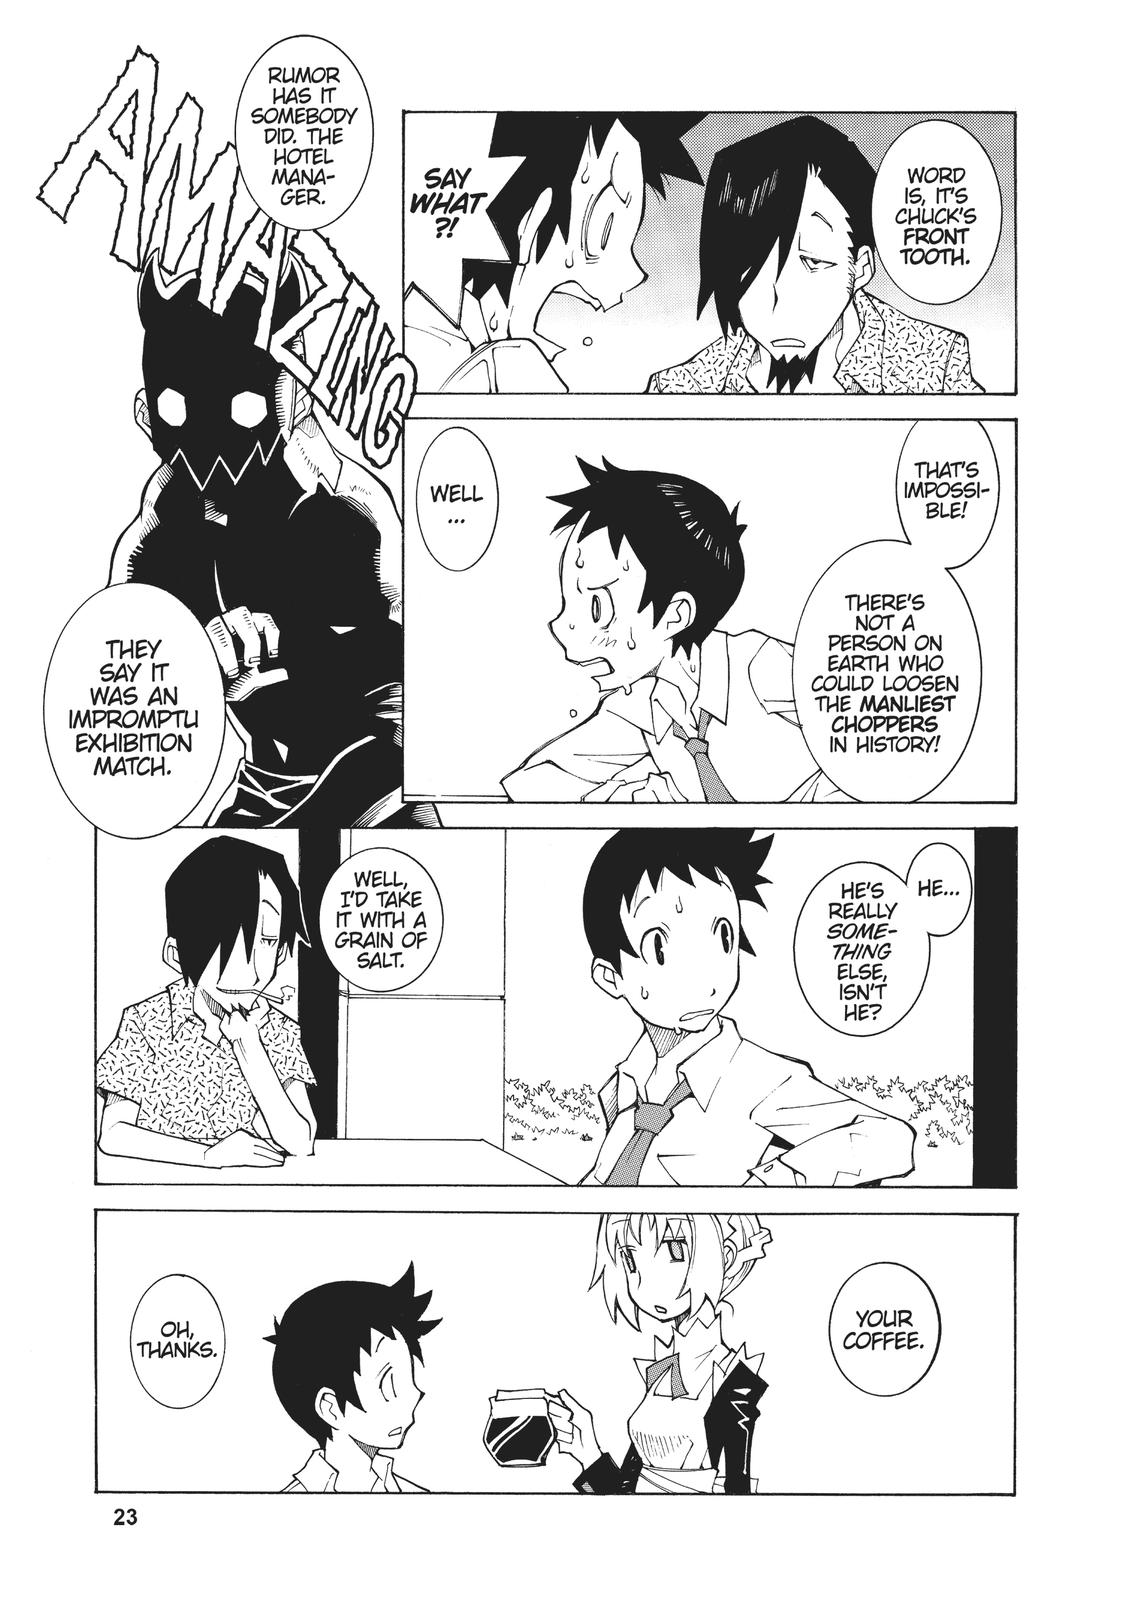 WORD
IS, IT'S
CHUCK'S
FRONT
TOOTH.
SAY
WHAT
?!
THAT'S
IMPOSSI-
BLE!
THERE'S
NOT A
PERSON ON
EARTH WHO
COULD LOOSEN
THE MANLIEST
CHOPPERS
IN HISTORY!
WELL
...
RUMOR
HAS IT
SOMEBODY
DID. THE
HOTEL
MANA-
GER.
AMAZING
THEY
SAY IT
WAS AN
IMPROMPTU
EXHIBITION
MATCH.
HE...
HE'S
REALLY
SOME-
THING
ELSE,
ISN'T
HE?
WELL,
I'D TAKE
IT WITH A
GRAIN OF
SALT.
YOUR
COFFEE.
OH,
THANKS.
23